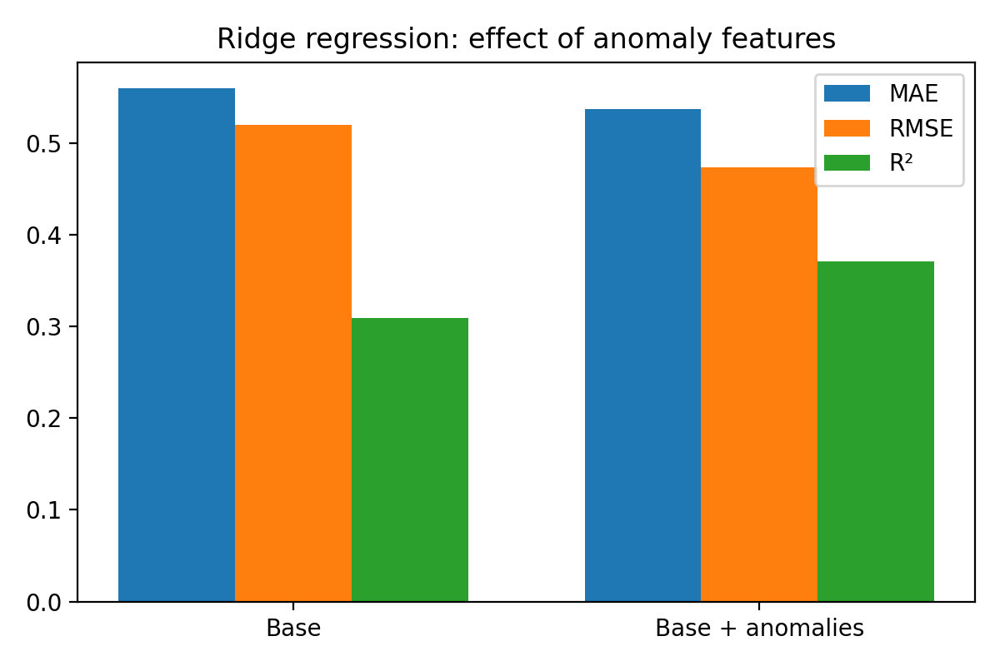 Ridge regression: effect of anomaly features
MAE
RMSE
R²
0.5
0.4
0.3
0.2
0.1
0.0
Base
Base + anomalies